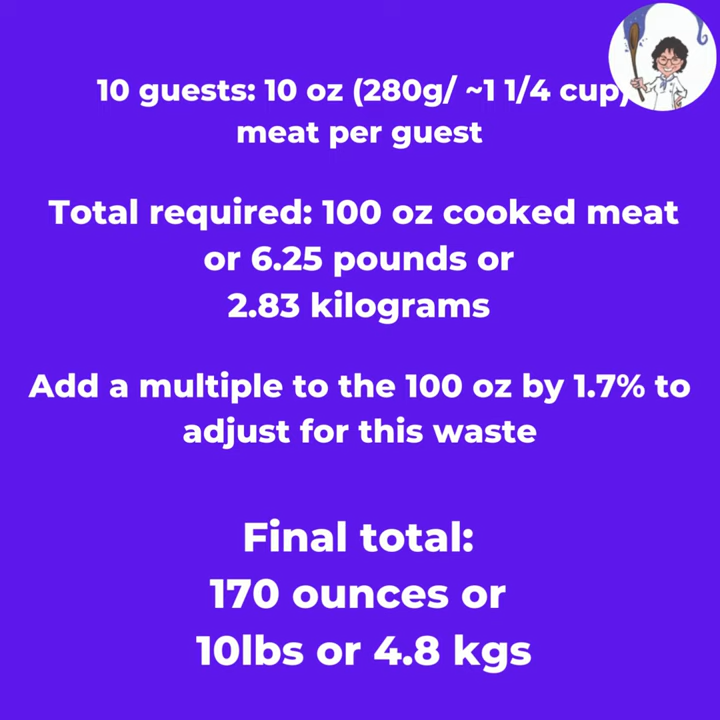 10 guests: 10 oz (280g/ ~1 1/4 cup)
meat per guest
Total required: 100 oz cooked meat
or 6.25 pounds or
2.83 kilograms
Add a multiple to the 100 oz by 1.7% to
adjust for this waste
Final total:
170 ounces or
10lbs or 4.8 kgs